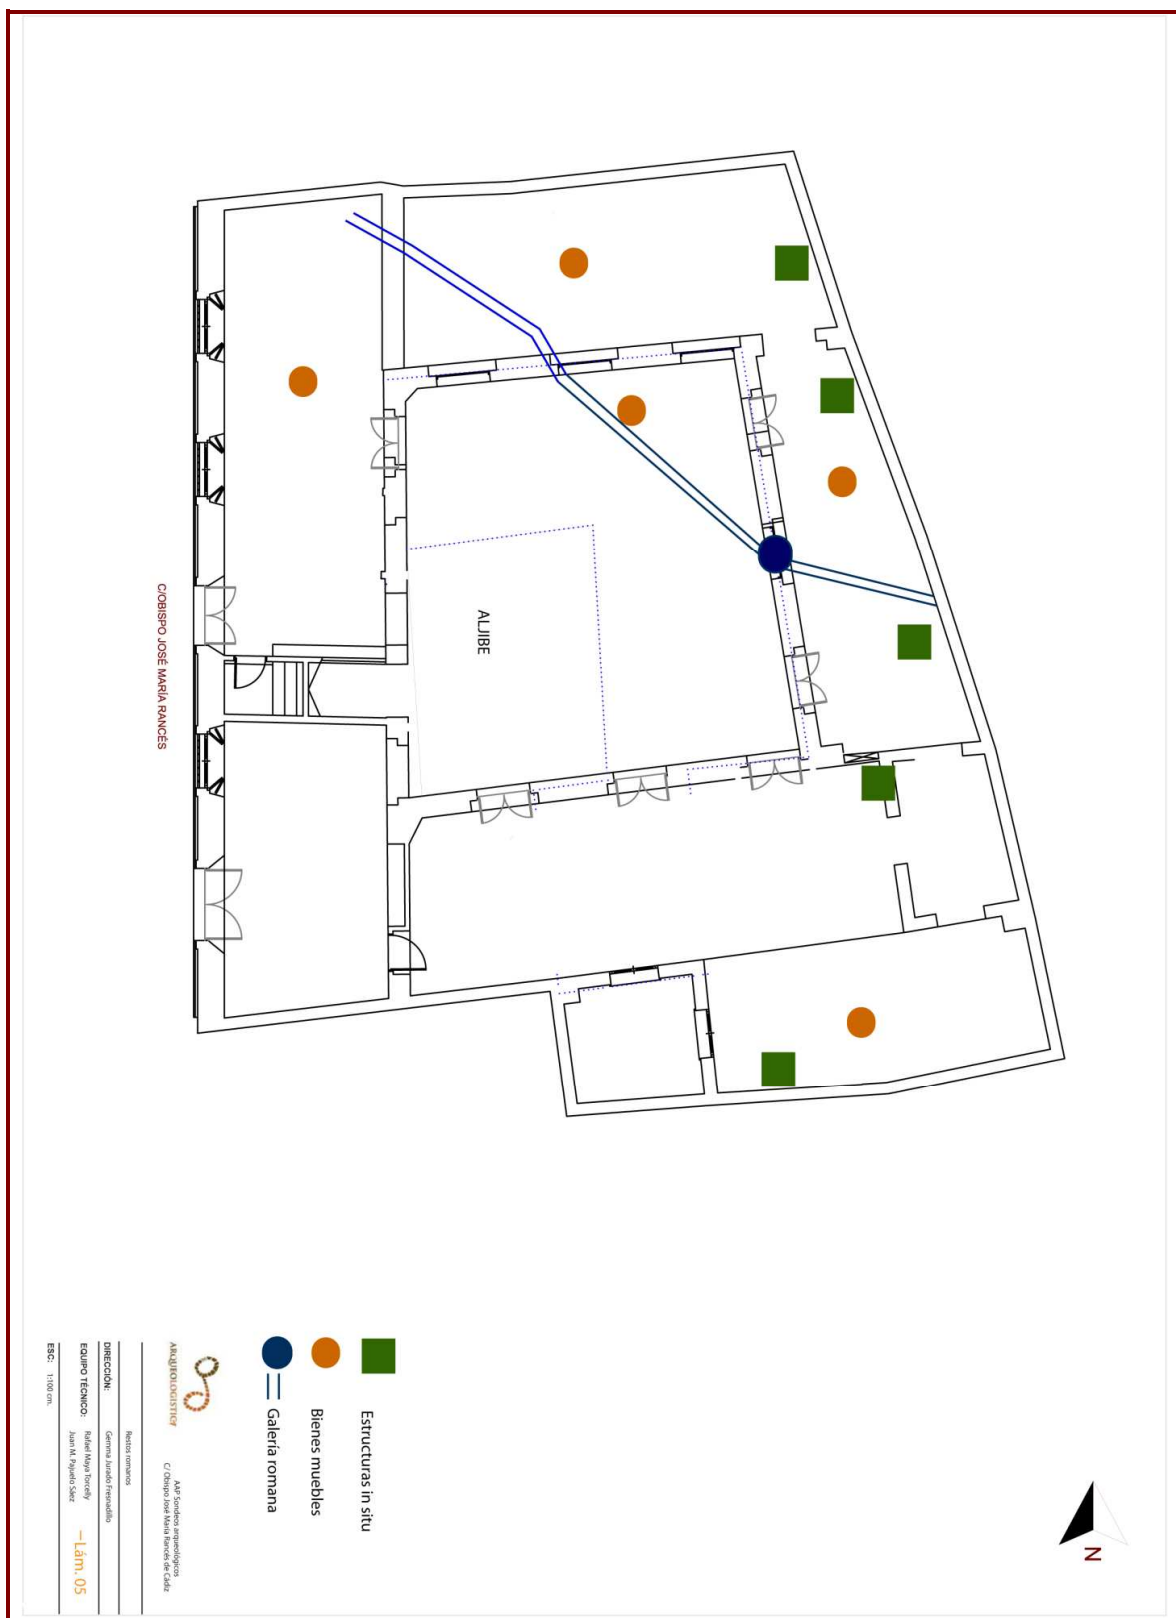 C/OBISPO JOSÉ MARÍA RANCÉS
ALJIBE
Estructuras in situ
Bienes muebles
Galería romana
ARQUEOLOGISTICA
AAP Sondeos arqueológicos
C/ Obispo José María Rancés de Cádiz
Restos romanos
DIRECCIÓN: Gemma Jurado Fresnadillo
EQUIPO TÉCNICO: Rafael Maya Torcelly
Juan M. Pajuelo Sáez
ESC: 1:100 cm.
—Lám. 05
N